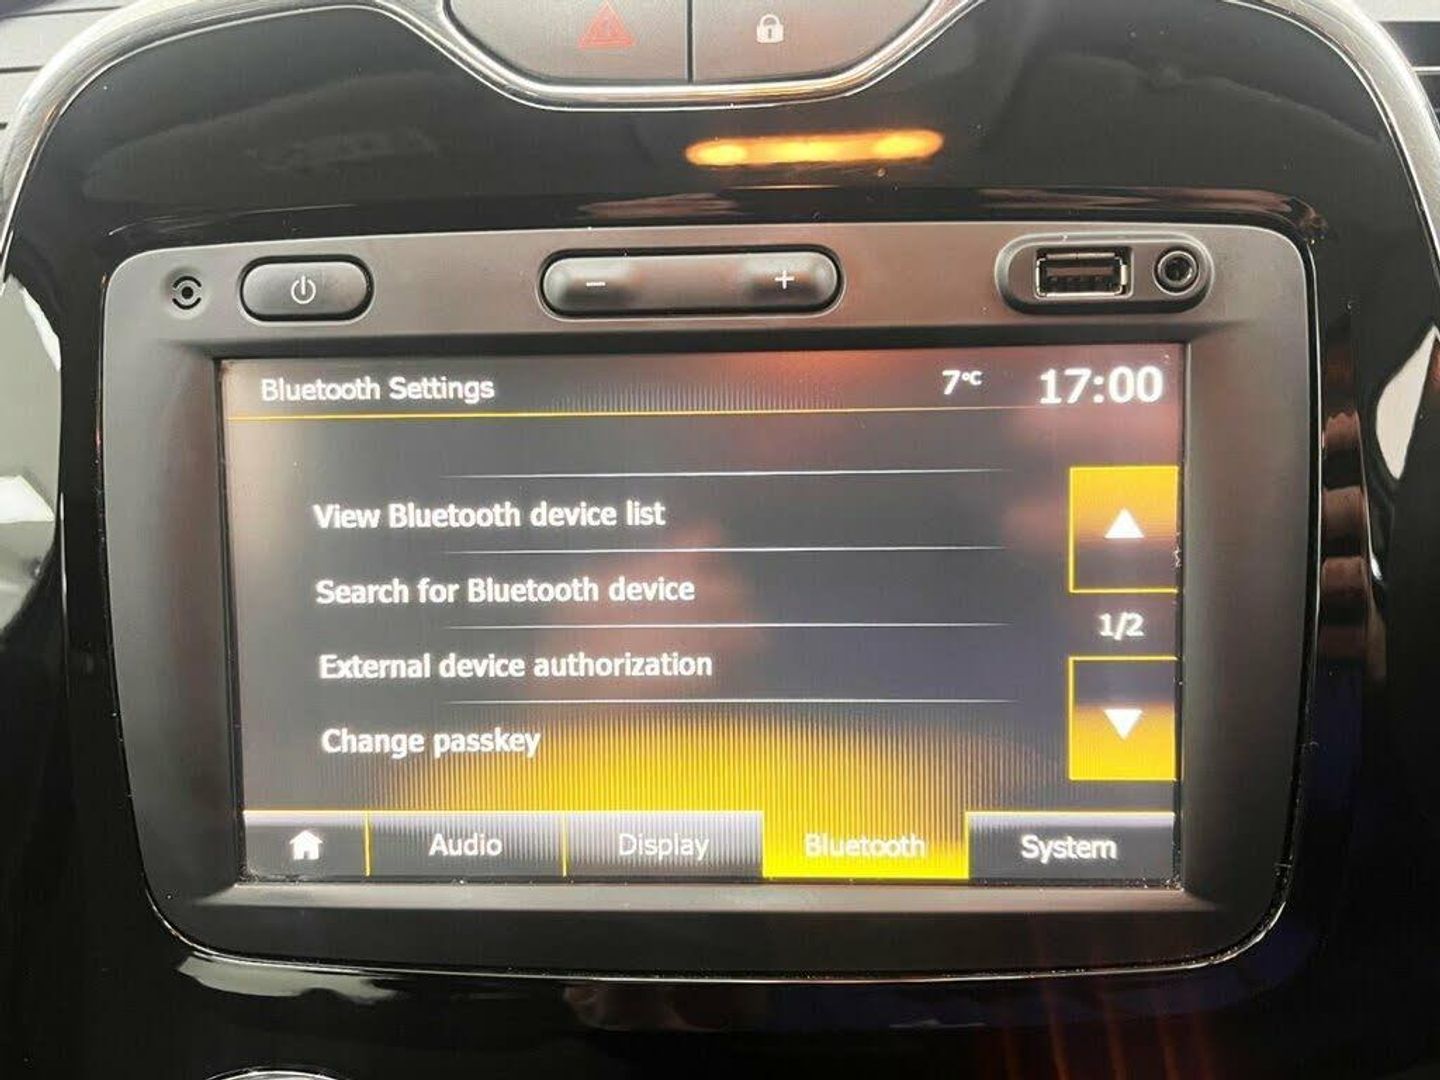 Bluetooth Settings 7°C 17:00
View Bluetooth device list
Search for Bluetooth device
1/2
External device authorization
Change passkey
Audio Display Bluetooth System